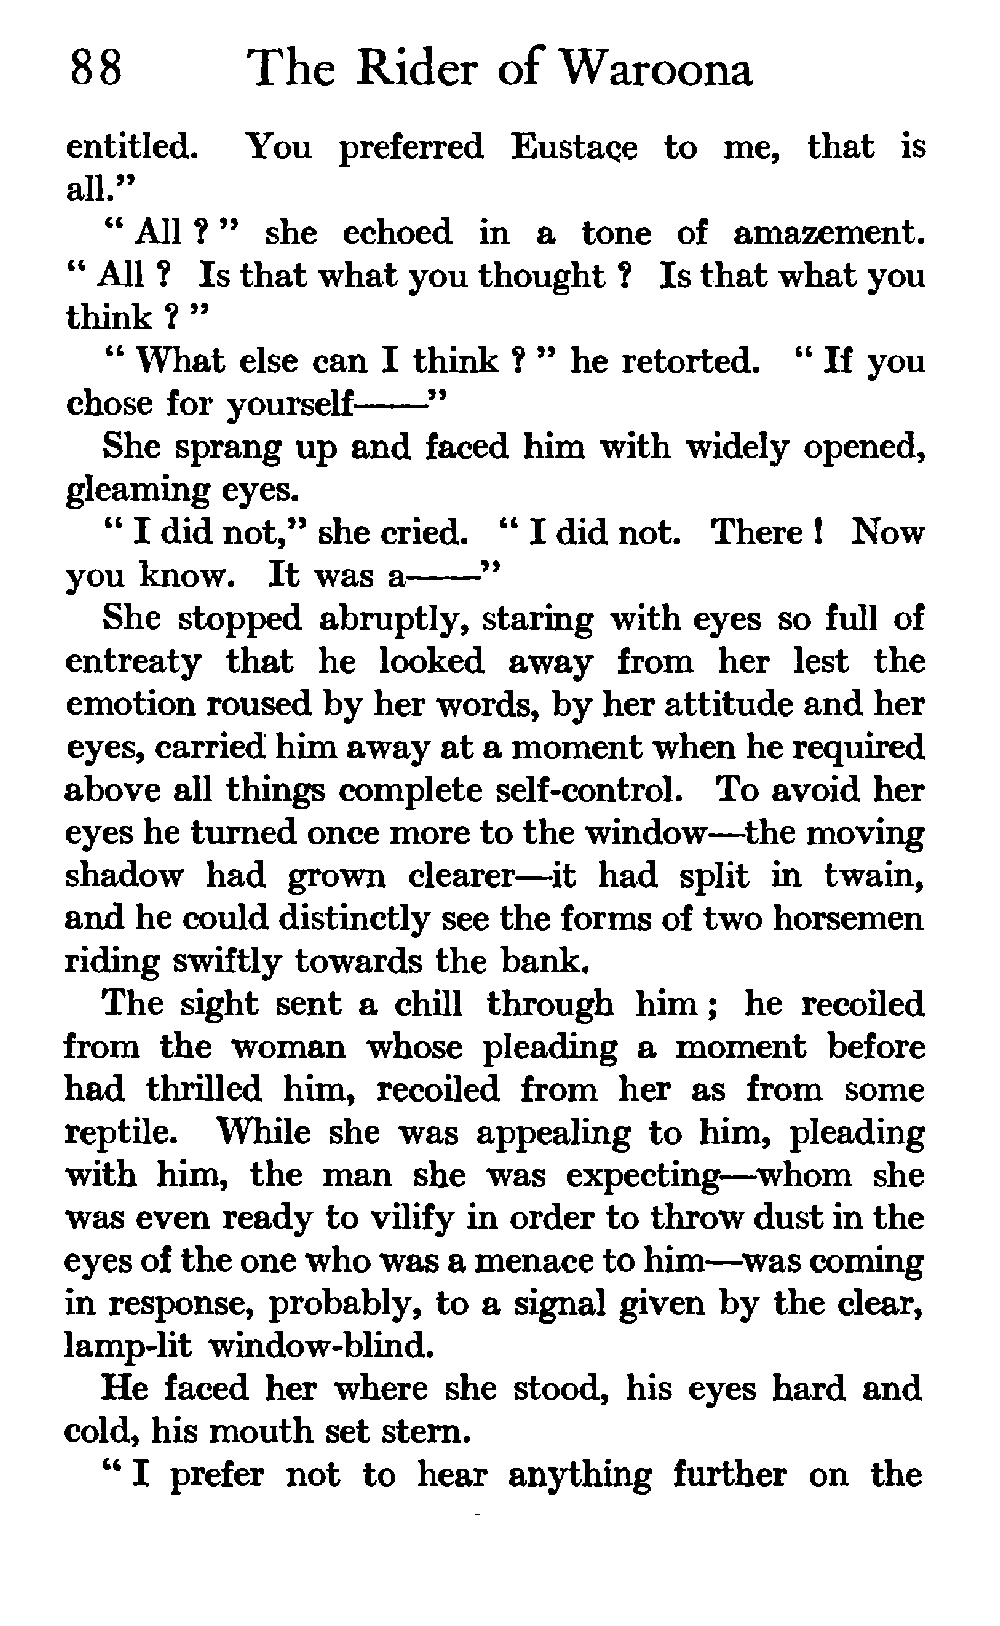 88 The Rider of Waroona
entitled. You preferred Eustace to me, that is
all."
" All ? " she echoed in a tone of amazement.
" All ? Is that what you thought ? Is that what you
think ? "
" What else can I think ? " he retorted. " If you
chose for yourself——"
She sprang up and faced him with widely opened,
gleaming eyes.
" I did not," she cried. " I did not. There ! Now
you know. It was a——"
She stopped abruptly, staring with eyes so full of
entreaty that he looked away from her lest the
emotion roused by her words, by her attitude and her
eyes, carried him away at a moment when he required
above all things complete self-control. To avoid her
eyes he turned once more to the window—the moving
shadow had grown clearer—it had split in twain,
and he could distinctly see the forms of two horsemen
riding swiftly towards the bank.
The sight sent a chill through him ; he recoiled
from the woman whose pleading a moment before
had thrilled him, recoiled from her as from some
reptile. While she was appealing to him, pleading
with him, the man she was expecting—whom she
was even ready to vilify in order to throw dust in the
eyes of the one who was a menace to him—was coming
in response, probably, to a signal given by the clear,
lamp-lit window-blind.
He faced her where she stood, his eyes hard and
cold, his mouth set stern.
" I prefer not to hear anything further on the